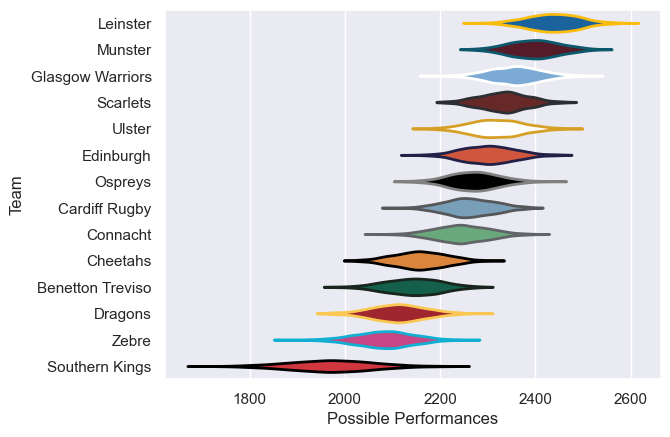 Leinster
Munster
Glasgow Warriors
Scarlets
Ulster
Edinburgh
Ospreys
Cardiff Rugby
Connacht
Cheetahs
Benetton Treviso
Dragons
Zebre
Southern Kings
Team
1800 2000 2200 2400 2600
Possible Performances